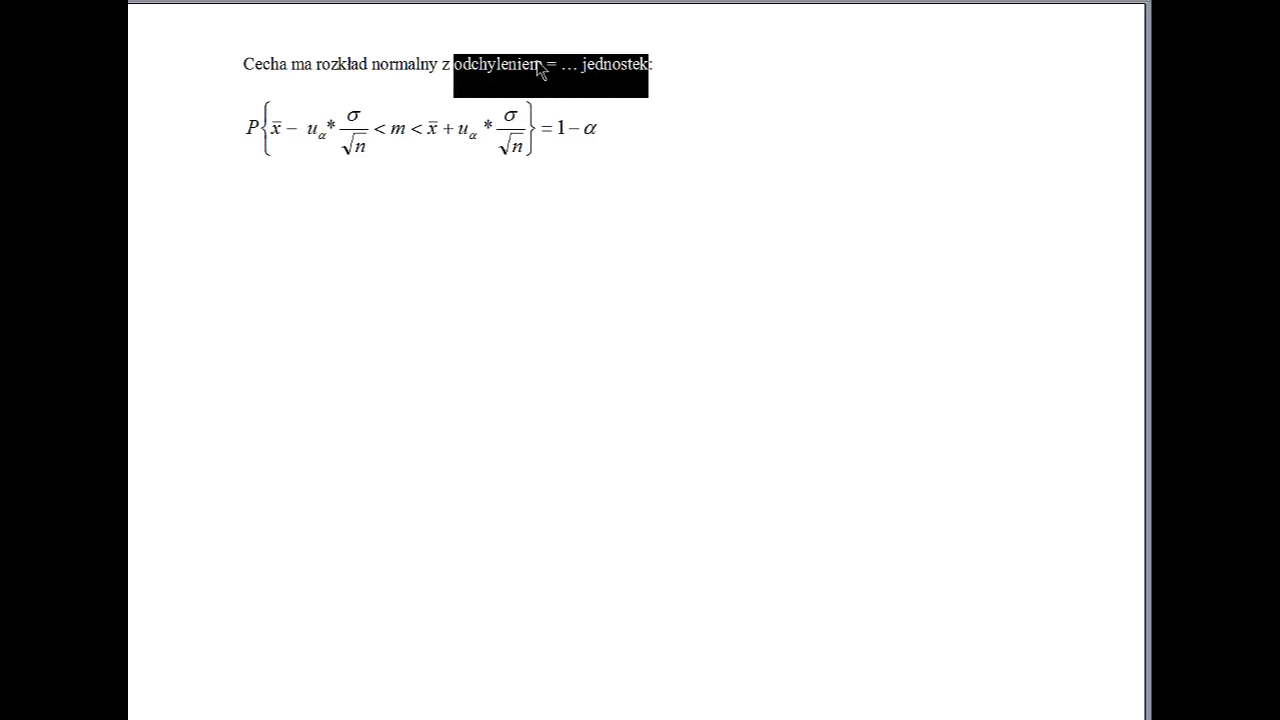 Cecha ma rozkład normalny z odchyleniem = … jednostek:
P{x̄ − u_α * σ/√n < m < x̄ + u_α * σ/√n} = 1 − α